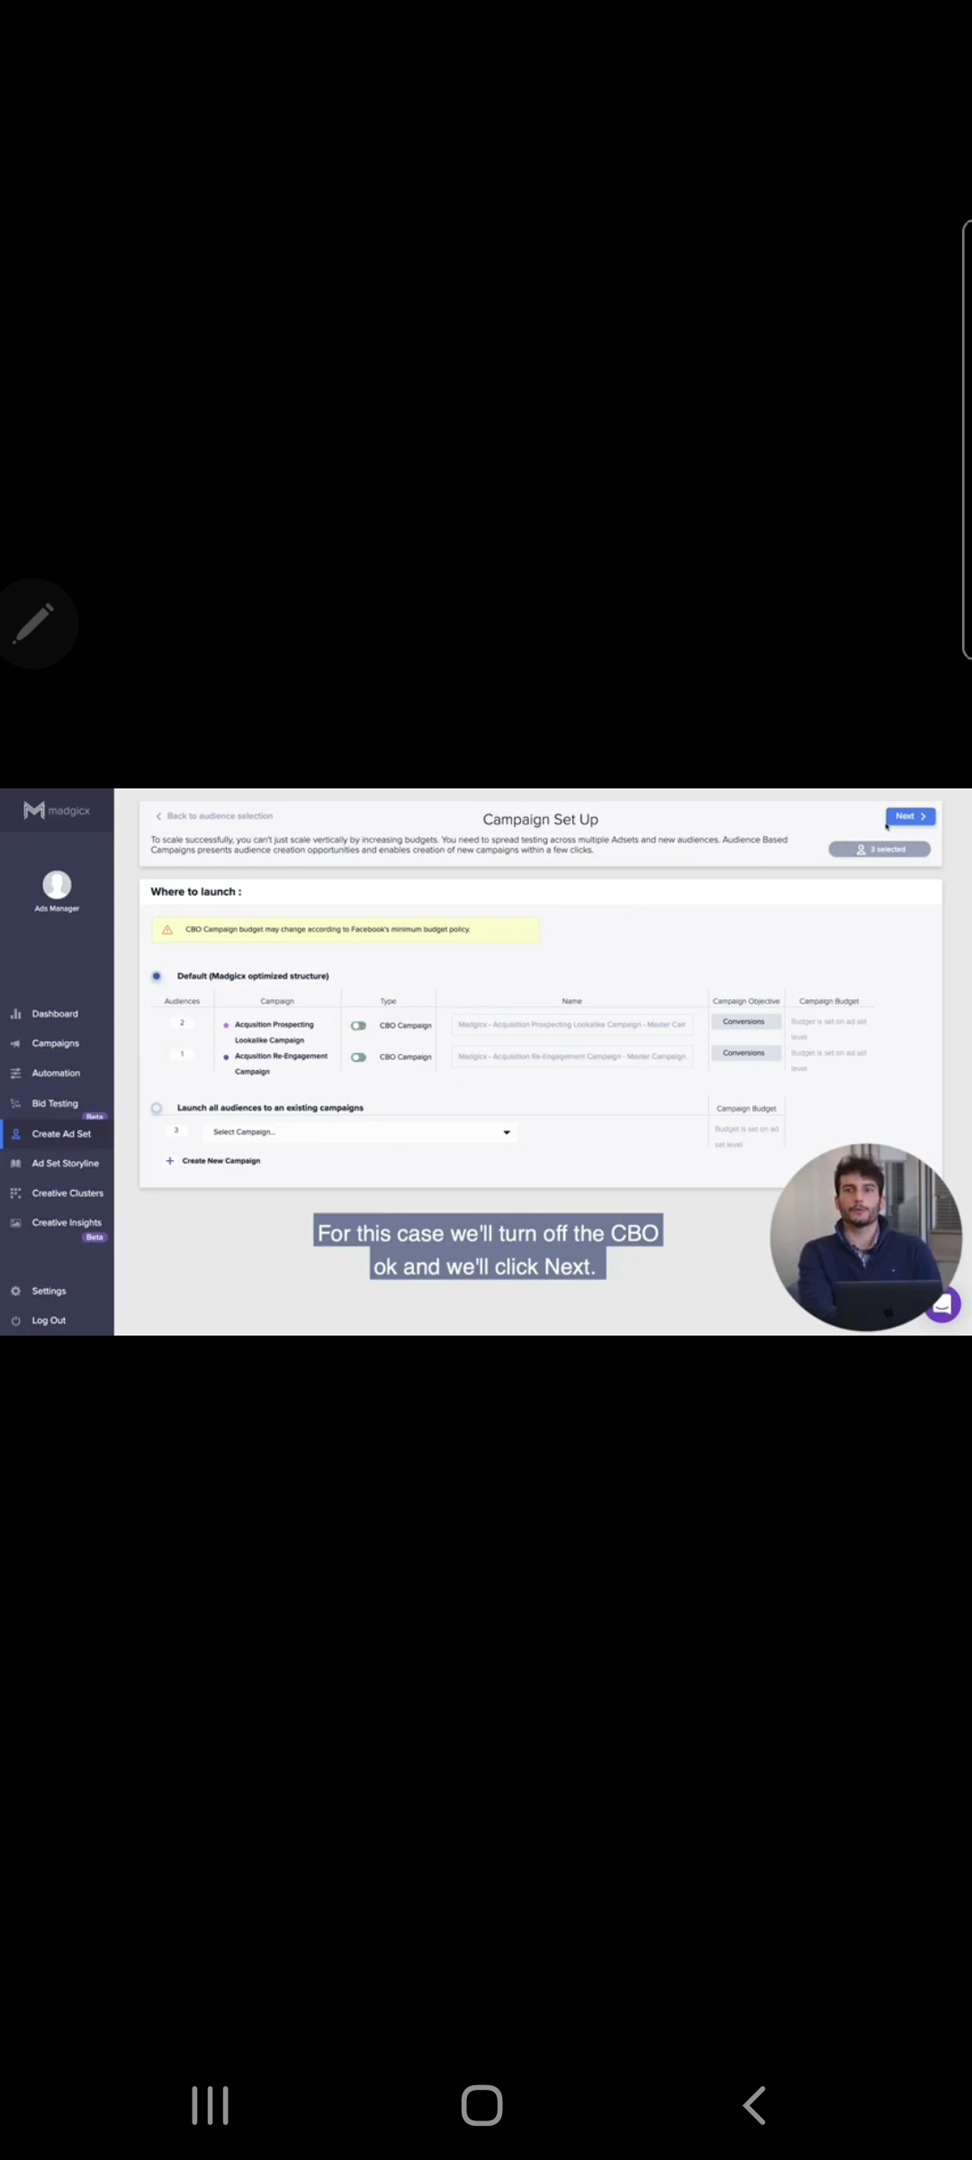 madgicx
Ads Manager
Dashboard
Campaigns
Automation
Bid Testing
Beta
Create Ad Set
Ad Set Storyline
Creative Clusters
Creative Insights
Beta
Settings
Log Out
Back to audience selection
Campaign Set Up
Next
To scale successfully, you can't just scale vertically by increasing budgets. You need to spread testing across multiple Adsets and new audiences. Audience Based
Campaigns presents audience creation opportunities and enables creation of new campaigns within a few clicks.
3 selected
Where to launch :
CBO Campaign budget may change according to Facebook's minimum budget policy.
Default (Madgicx optimized structure)
Audiences Campaign Type Name Campaign Objective Campaign Budget
2 Acqusition Prospecting CBO Campaign Madgicx - Acquisition Prospecting Lookalike Campaign - Master Cam Conversions Budget is set on ad set
Lookalike Campaign level
1 Acqusition Re-Engagement CBO Campaign Madgicx - Acquisition Re-Engagement Campaign - Master Campaign Conversions Budget is set on ad set
Campaign level
Launch all audiences to an existing campaigns Campaign Budget
3 Select Campaign... Budget is set on ad
set level
+ Create New Campaign
For this case we'll turn off the CBO
ok and we'll click Next.